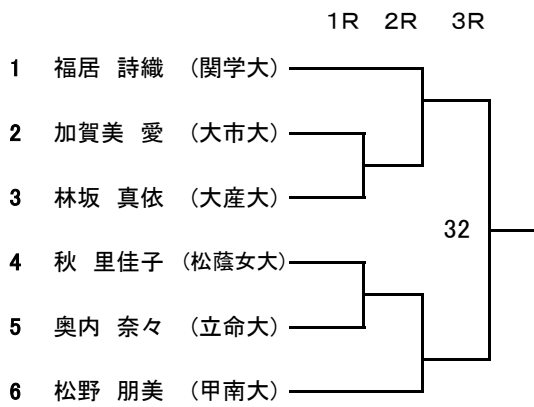 1R 2R 3R
1 福居 詩織 (関学大)
2 加賀美 愛 (大市大)
3 林坂 真依 (大産大)
32
4 秋 里佳子 (松蔭女大)
5 奥内 奈々 (立命大)
6 松野 朋美 (甲南大)